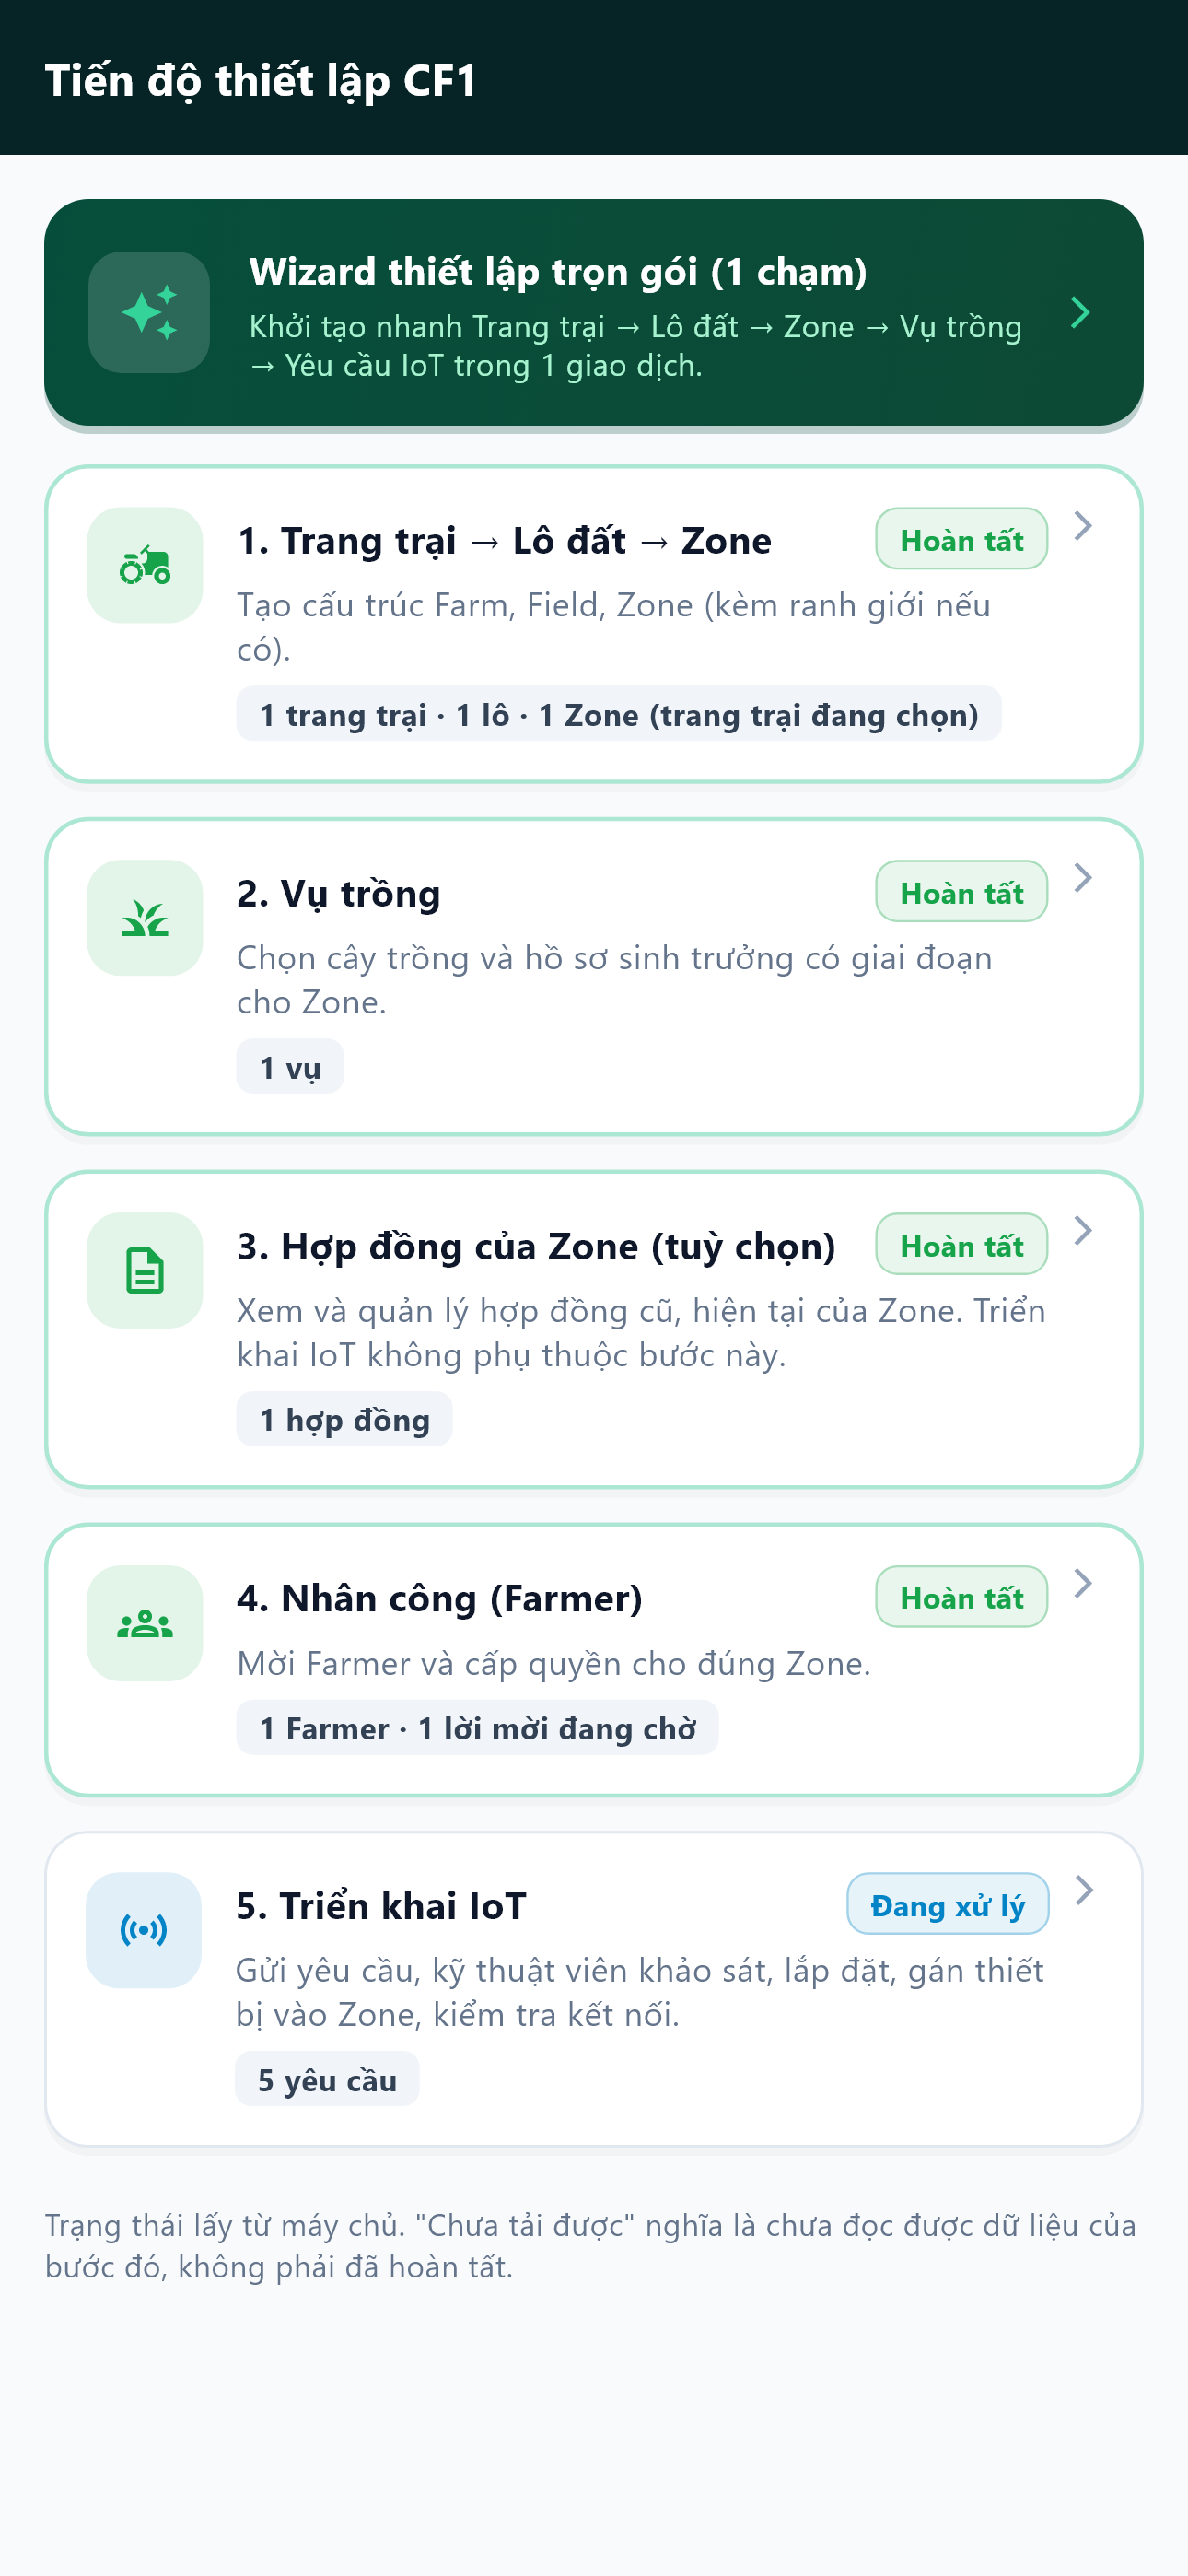 Tiến độ thiết lập CF1
Wizard thiết lập trọn gói (1 chạm)
Khởi tạo nhanh Trang trại → Lô đất → Zone → Vụ trồng
→ Yêu cầu IoT trong 1 giao dịch.
1. Trang trại → Lô đất → Zone
Hoàn tất
Tạo cấu trúc Farm, Field, Zone (kèm ranh giới nếu
có).
1 trang trại · 1 lô · 1 Zone (trang trại đang chọn)
2. Vụ trồng
Hoàn tất
Chọn cây trồng và hồ sơ sinh trưởng có giai đoạn
cho Zone.
1 vụ
3. Hợp đồng của Zone (tuỳ chọn)
Hoàn tất
Xem và quản lý hợp đồng cũ, hiện tại của Zone. Triển
khai IoT không phụ thuộc bước này.
1 hợp đồng
4. Nhân công (Farmer)
Hoàn tất
Mời Farmer và cấp quyền cho đúng Zone.
1 Farmer · 1 lời mời đang chờ
5. Triển khai IoT
Đang xử lý
Gửi yêu cầu, kỹ thuật viên khảo sát, lắp đặt, gán thiết
bị vào Zone, kiểm tra kết nối.
5 yêu cầu
Trạng thái lấy từ máy chủ. "Chưa tải được" nghĩa là chưa đọc được dữ liệu của
bước đó, không phải đã hoàn tất.